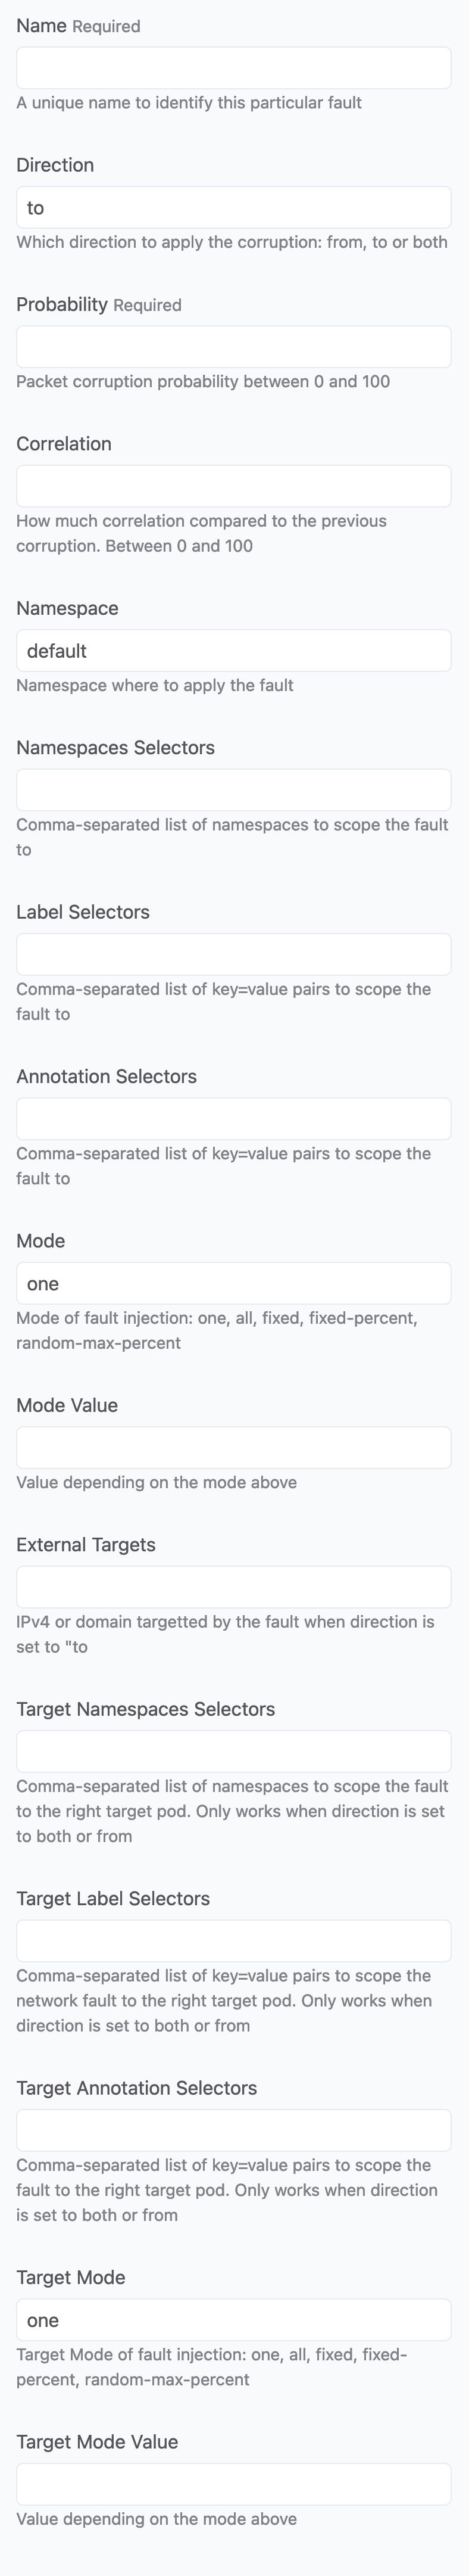 Name Required
A unique name to identify this particular fault
Direction
to
Which direction to apply the corruption: from, to or both
Probability Required
Packet corruption probability between 0 and 100
Correlation
How much correlation compared to the previous
corruption. Between 0 and 100
Namespace
default
Namespace where to apply the fault
Namespaces Selectors
Comma-separated list of namespaces to scope the fault
to
Label Selectors
Comma-separated list of key=value pairs to scope the
fault to
Annotation Selectors
Comma-separated list of key=value pairs to scope the
fault to
Mode
one
Mode of fault injection: one, all, fixed, fixed-percent,
random-max-percent
Mode Value
Value depending on the mode above
External Targets
IPv4 or domain targetted by the fault when direction is
set to "to
Target Namespaces Selectors
Comma-separated list of namespaces to scope the fault
to the right target pod. Only works when direction is set
to both or from
Target Label Selectors
Comma-separated list of key=value pairs to scope the
network fault to the right target pod. Only works when
direction is set to both or from
Target Annotation Selectors
Comma-separated list of key=value pairs to scope the
fault to the right target pod. Only works when direction
is set to both or from
Target Mode
one
Target Mode of fault injection: one, all, fixed, fixed-
percent, random-max-percent
Target Mode Value
Value depending on the mode above